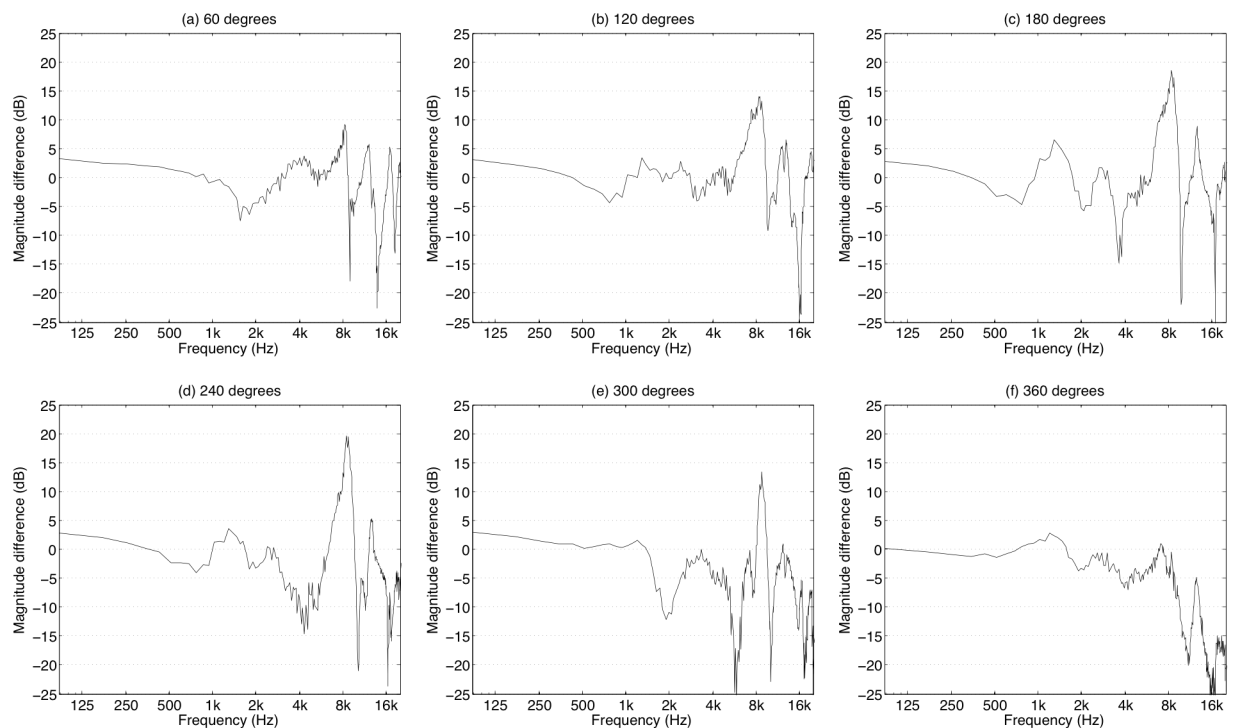 (a) 60 degrees
25
20
15
10
5
0
−5
−10
−15
−20
−25
Magnitude difference (dB)
125 250 500 1k 2k 4k 8k 16k
Frequency (Hz)
(b) 120 degrees
25
20
15
10
5
0
−5
−10
−15
−20
−25
Magnitude difference (dB)
125 250 500 1k 2k 4k 8k 16k
Frequency (Hz)
(c) 180 degrees
25
20
15
10
5
0
−5
−10
−15
−20
−25
Magnitude difference (dB)
125 250 500 1k 2k 4k 8k 16k
Frequency (Hz)
(d) 240 degrees
25
20
15
10
5
0
−5
−10
−15
−20
−25
Magnitude difference (dB)
125 250 500 1k 2k 4k 8k 16k
Frequency (Hz)
(e) 300 degrees
25
20
15
10
5
0
−5
−10
−15
−20
−25
Magnitude difference (dB)
125 250 500 1k 2k 4k 8k 16k
Frequency (Hz)
(f) 360 degrees
25
20
15
10
5
0
−5
−10
−15
−20
−25
Magnitude difference (dB)
125 250 500 1k 2k 4k 8k 16k
Frequency (Hz)